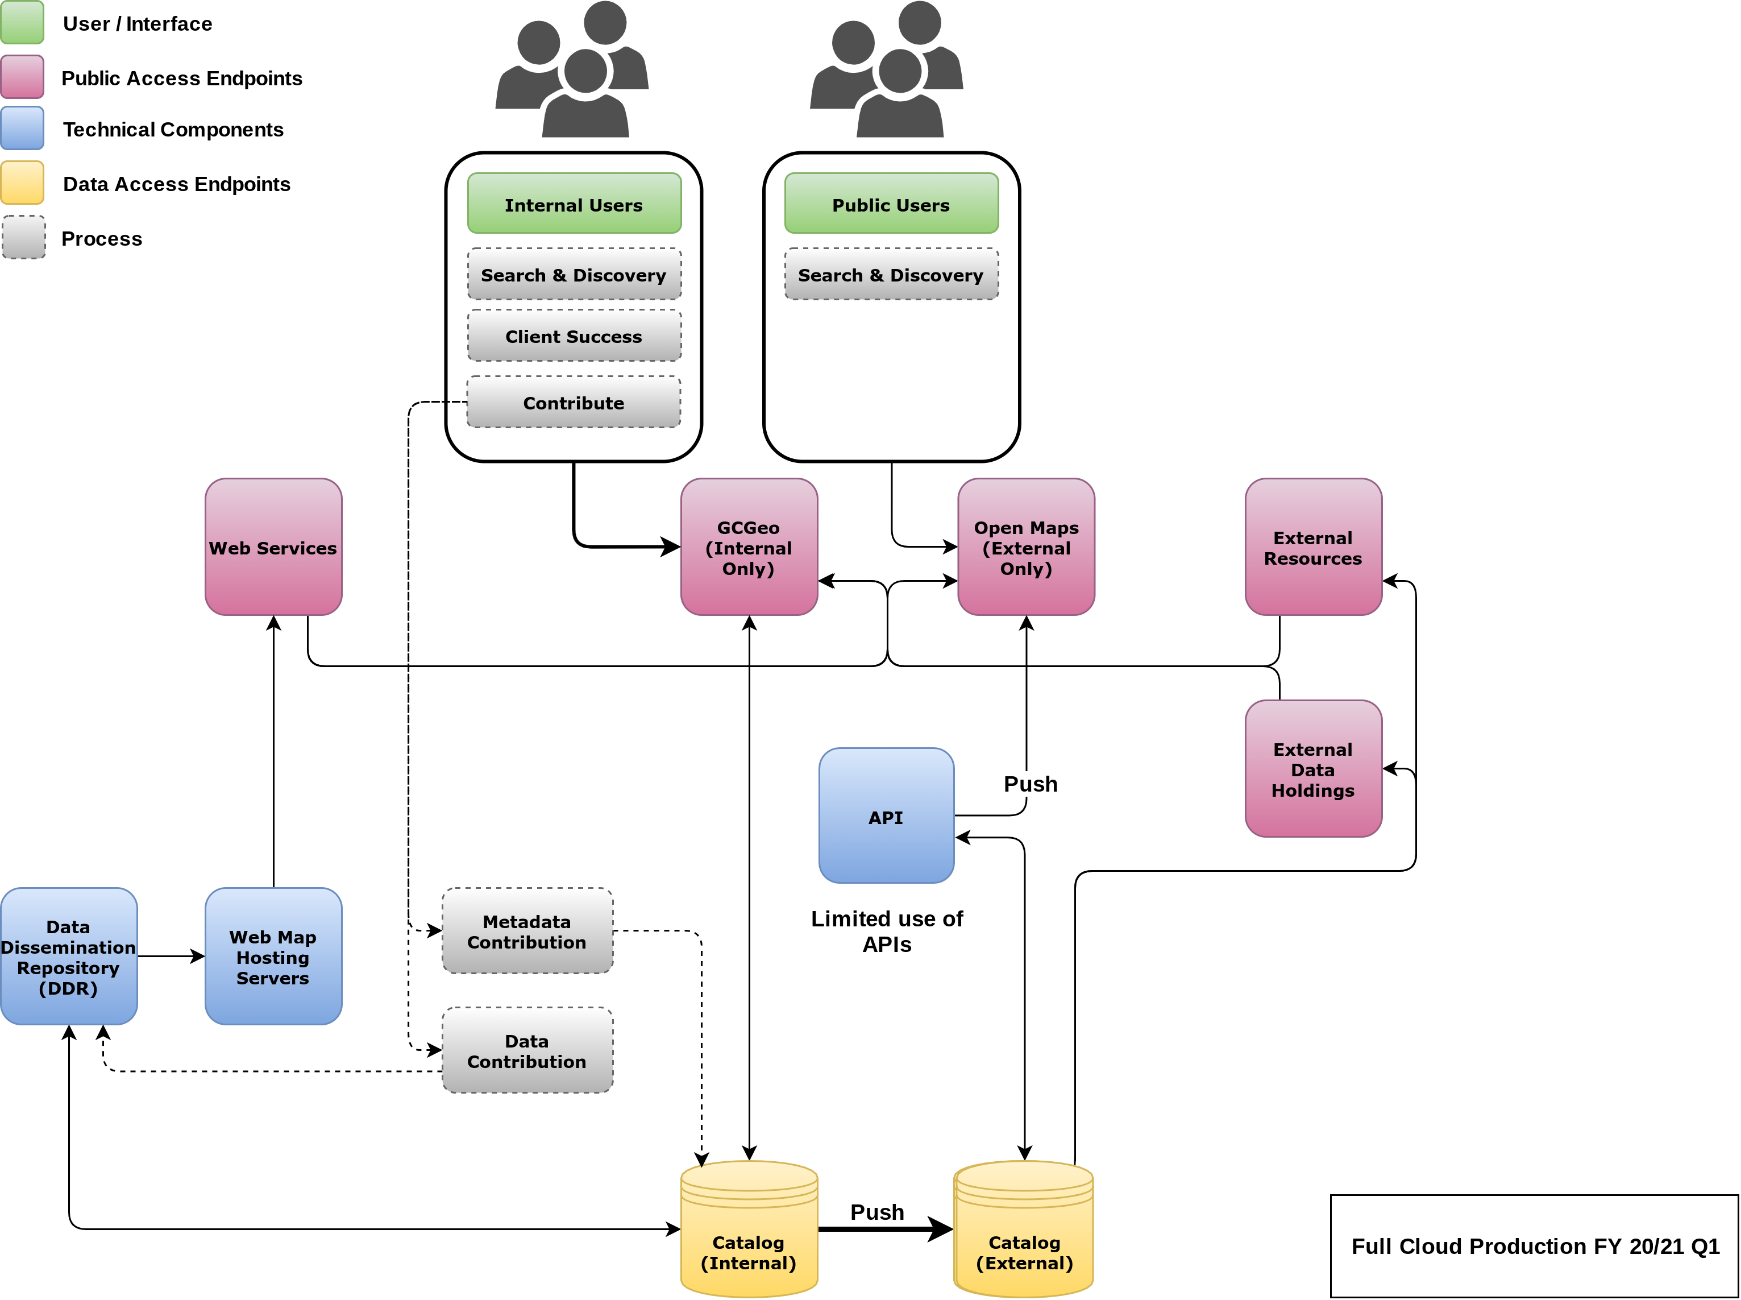 User / Interface
Public Access Endpoints
Technical Components
Data Access Endpoints
Process
Internal Users
Search & Discovery
Client Success
Contribute
Public Users
Search & Discovery
Web Services
GCGeo
(Internal
Only)
Open Maps
(External
Only)
External
Resources
External
Data
Holdings
API
Push
Limited use of
APIs
Data
Dissemination
Repository
(DDR)
Web Map
Hosting
Servers
Metadata
Contribution
Data
Contribution
Catalog
(Internal)
Push
Catalog
(External)
Full Cloud Production FY 20/21 Q1